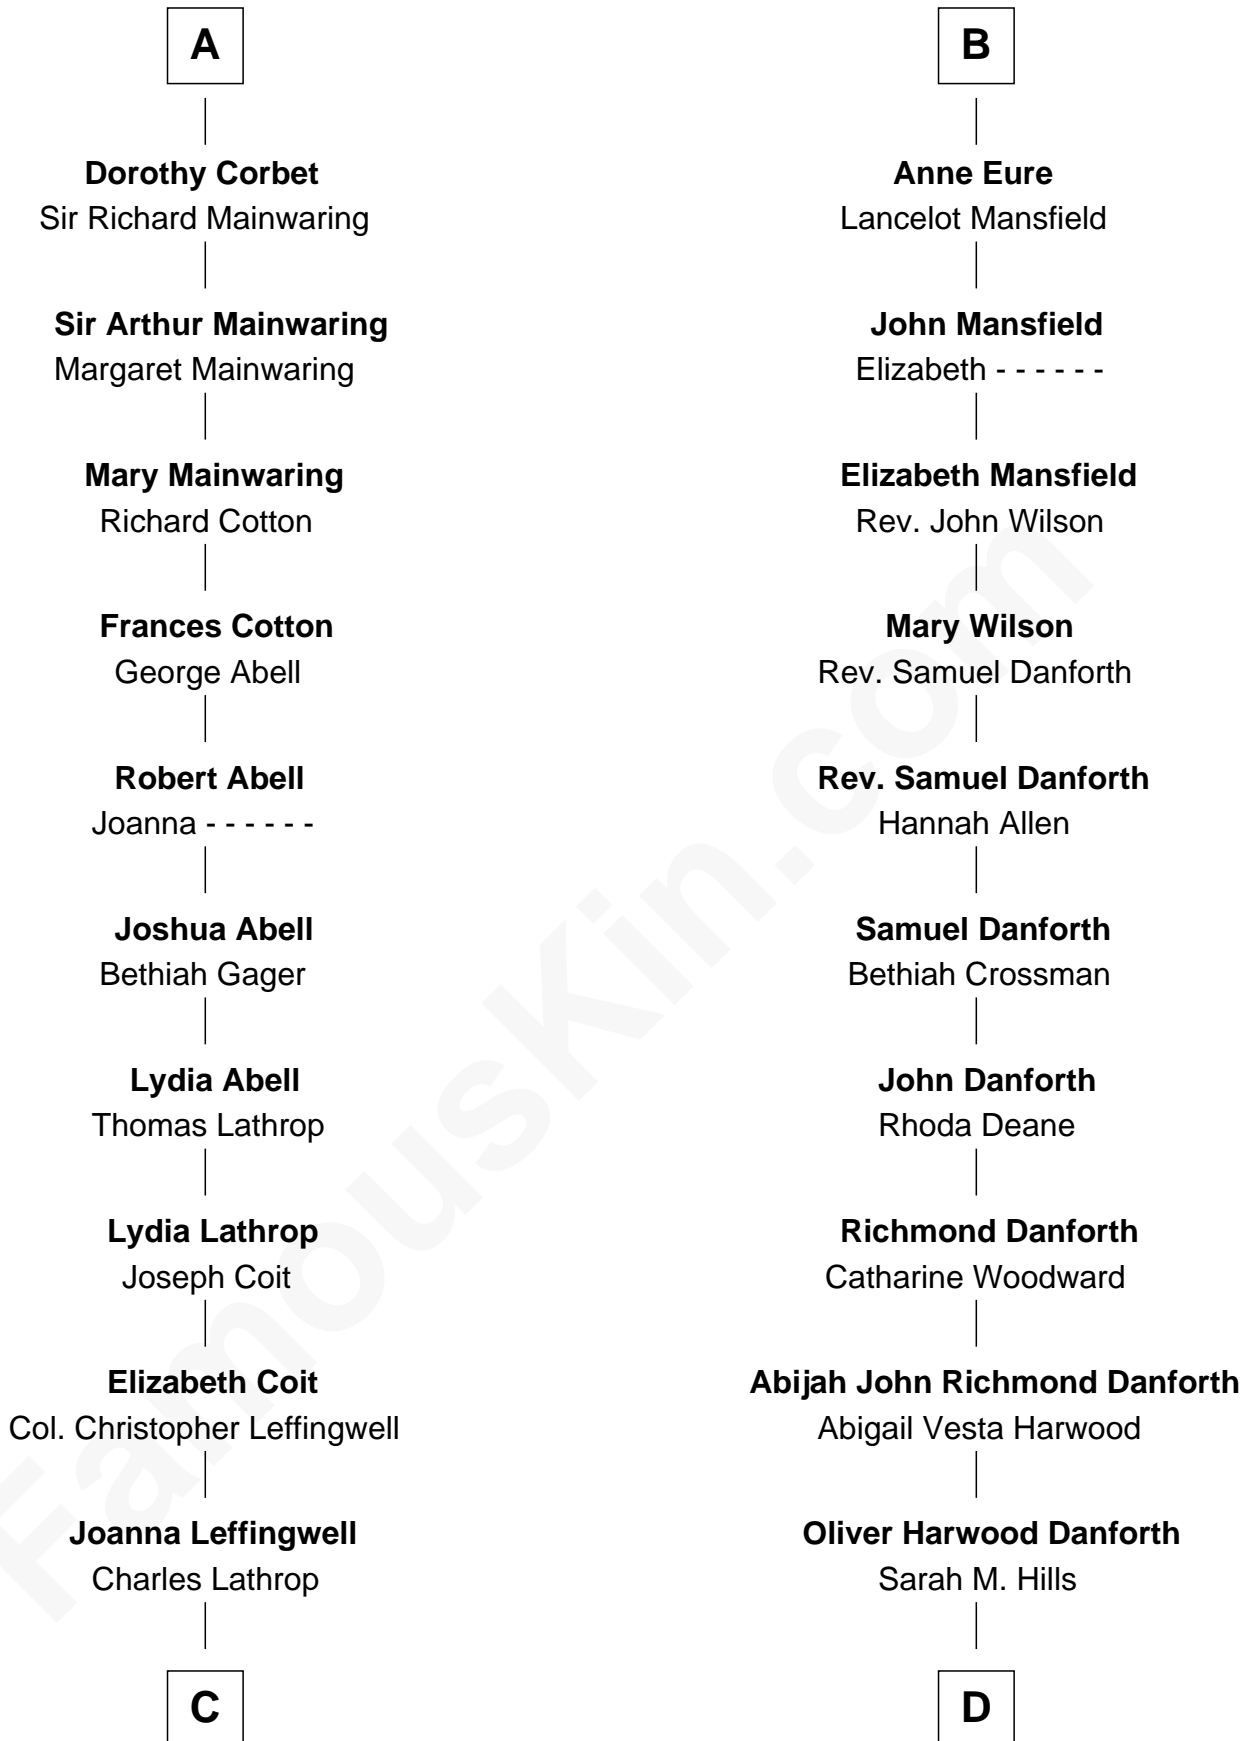 A
Dorothy Corbet
Sir Richard Mainwaring
Sir Arthur Mainwaring
Margaret Mainwaring
Mary Mainwaring
Richard Cotton
Frances Cotton
George Abell
Robert Abell
Joanna - - - - - -
Joshua Abell
Bethiah Gager
Lydia Abell
Thomas Lathrop
Lydia Lathrop
Joseph Coit
Elizabeth Coit
Col. Christopher Leffingwell
Joanna Leffingwell
Charles Lathrop
C
B
Anne Eure
Lancelot Mansfield
John Mansfield
Elizabeth - - - - - -
Elizabeth Mansfield
Rev. John Wilson
Mary Wilson
Rev. Samuel Danforth
Rev. Samuel Danforth
Hannah Allen
Samuel Danforth
Bethiah Crossman
John Danforth
Rhoda Deane
Richmond Danforth
Catharine Woodward
Abijah John Richmond Danforth
Abigail Vesta Harwood
Oliver Harwood Danforth
Sarah M. Hills
D
FamousKin.com